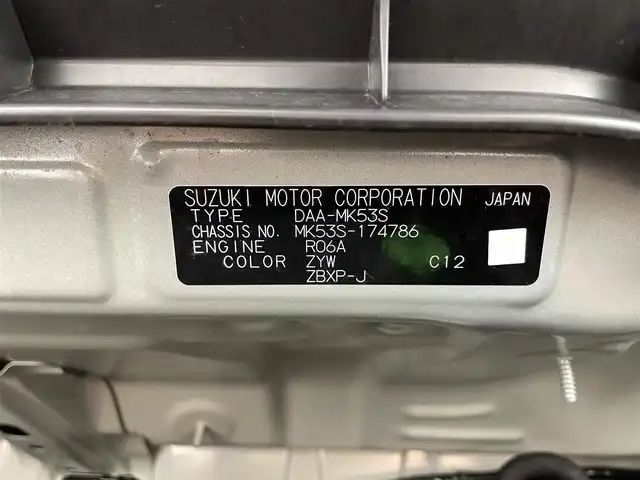 SUZUKI MOTOR CORPORATION JAPAN
TYPE DAA-MK53S
CHASSIS NO. MK53S-174786
ENGINE R06A
COLOR ZYW C12
ZBXP-J